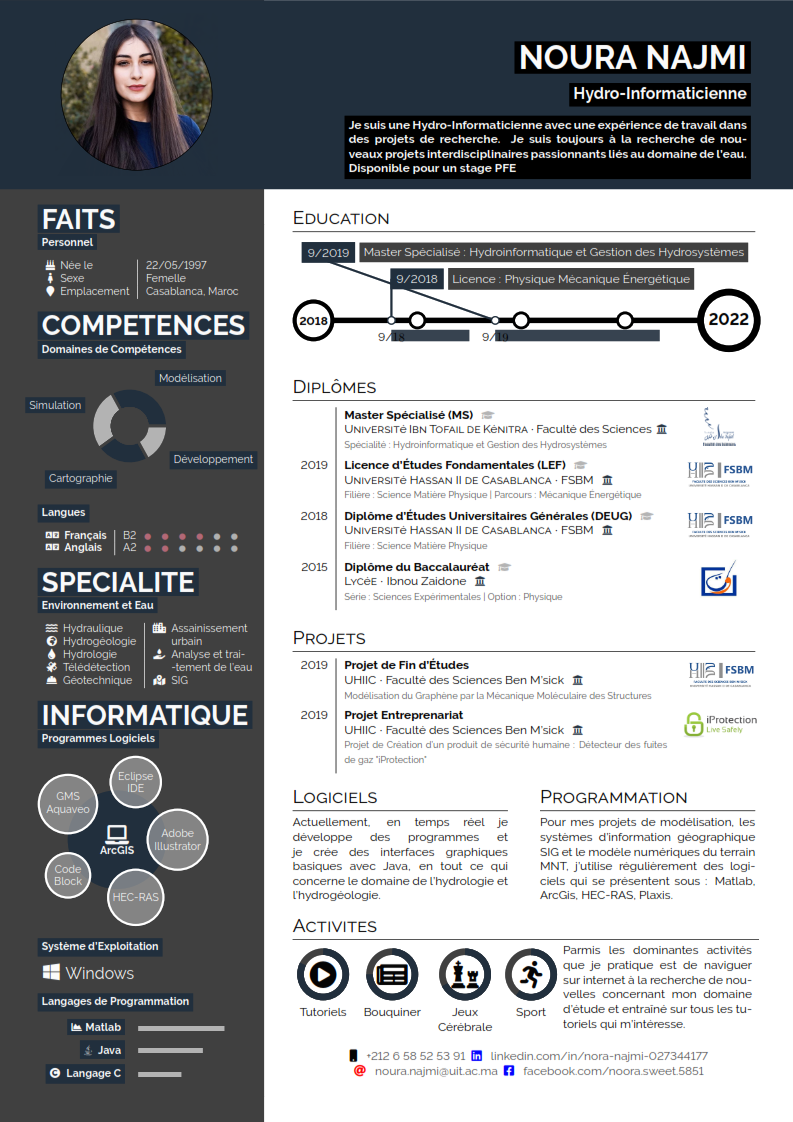 NOURA NAJMI
Hydro-Informaticienne
Je suis une Hydro-Informaticienne avec une expérience de travail dans
des projets de recherche. Je suis toujours à la recherche de nou-
veaux projets interdisciplinaires passionnants liés au domaine de l'eau.
Disponible pour un stage PFE
FAITS
Personnel
Née le 22/05/1997
Sexe Femelle
Emplacement Casablanca, Maroc
COMPETENCES
Domaines de Compétences
Modélisation
Simulation
Développement
Cartographie
Langues
Français B2
Anglais A2
SPECIALITE
Environnement et Eau
Hydraulique
Hydrogéologie
Hydrologie
Télédétection
Géotechnique
Assainissement
urbain
Analyse et trai-
-tement de l'eau
SIG
INFORMATIQUE
Programmes Logiciels
Eclipse
IDE
GMS
Aquaveo
Adobe
Illustrator
ArcGIS
Code
Block
HEC-RAS
Système d'Exploitation
Windows
Langages de Programmation
Matlab
Java
Langage C
EDUCATION
9/2019 Master Spécialisé : Hydroinformatique et Gestion des Hydrosystèmes
9/2018 Licence : Physique Mécanique Énergétique
2018
2022
9/18 9/19
DIPLÔMES
Master Spécialisé (MS)
UNIVERSITÉ IBN TOFAIL DE KÉNITRA · Faculté des Sciences
Spécialité : Hydroinformatique et Gestion des Hydrosystèmes
2019 Licence d'Études Fondamentales (LEF)
UNIVERSITÉ HASSAN II DE CASABLANCA · FSBM
Filière : Science Matière Physique | Parcours : Mécanique Énergétique
FSBM
2018 Diplôme d'Études Universitaires Générales (DEUG)
UNIVERSITÉ HASSAN II DE CASABLANCA · FSBM
Filière : Science Matière Physique
FSBM
2015 Diplôme du Baccalauréat
LYCÉE · Ibnou Zaidone
Série : Sciences Expérimentales | Option : Physique
PROJETS
2019 Projet de Fin d'Études
UHIIC · Faculté des Sciences Ben M'sick
Modélisation du Graphène par la Mécanique Moléculaire des Structures
FSBM
2019 Projet Entreprenariat
UHIIC · Faculté des Sciences Ben M'sick
Projet de Création d'un produit de sécurité humaine : Détecteur des fuites
de gaz "iProtection"
iProtection
Live Safely
LOGICIELS
Actuellement, en temps réel je
développe des programmes et
je crée des interfaces graphiques
basiques avec Java, en tout ce qui
concerne le domaine de l'hydrologie et
l'hydrogéologie.
PROGRAMMATION
Pour mes projets de modélisation, les
systèmes d'information géographique
SIG et le modèle numériques du terrain
MNT, j'utilise régulièrement des logi-
ciels qui se présentent sous : Matlab,
ArcGis, HEC-RAS, Plaxis.
ACTIVITES
Tutoriels
Bouquiner
Jeux
Cérébrale
Sport
Parmis les dominantes activités
que je pratique est de naviguer
sur internet à la recherche de nou-
velles concernant mon domaine
d'étude et entraîné sur tous les tu-
toriels qui m'intéresse.
+212 6 58 52 53 91 linkedin.com/in/nora-najmi-027344177
noura.najmi@uit.ac.ma facebook.com/noora.sweet.5851